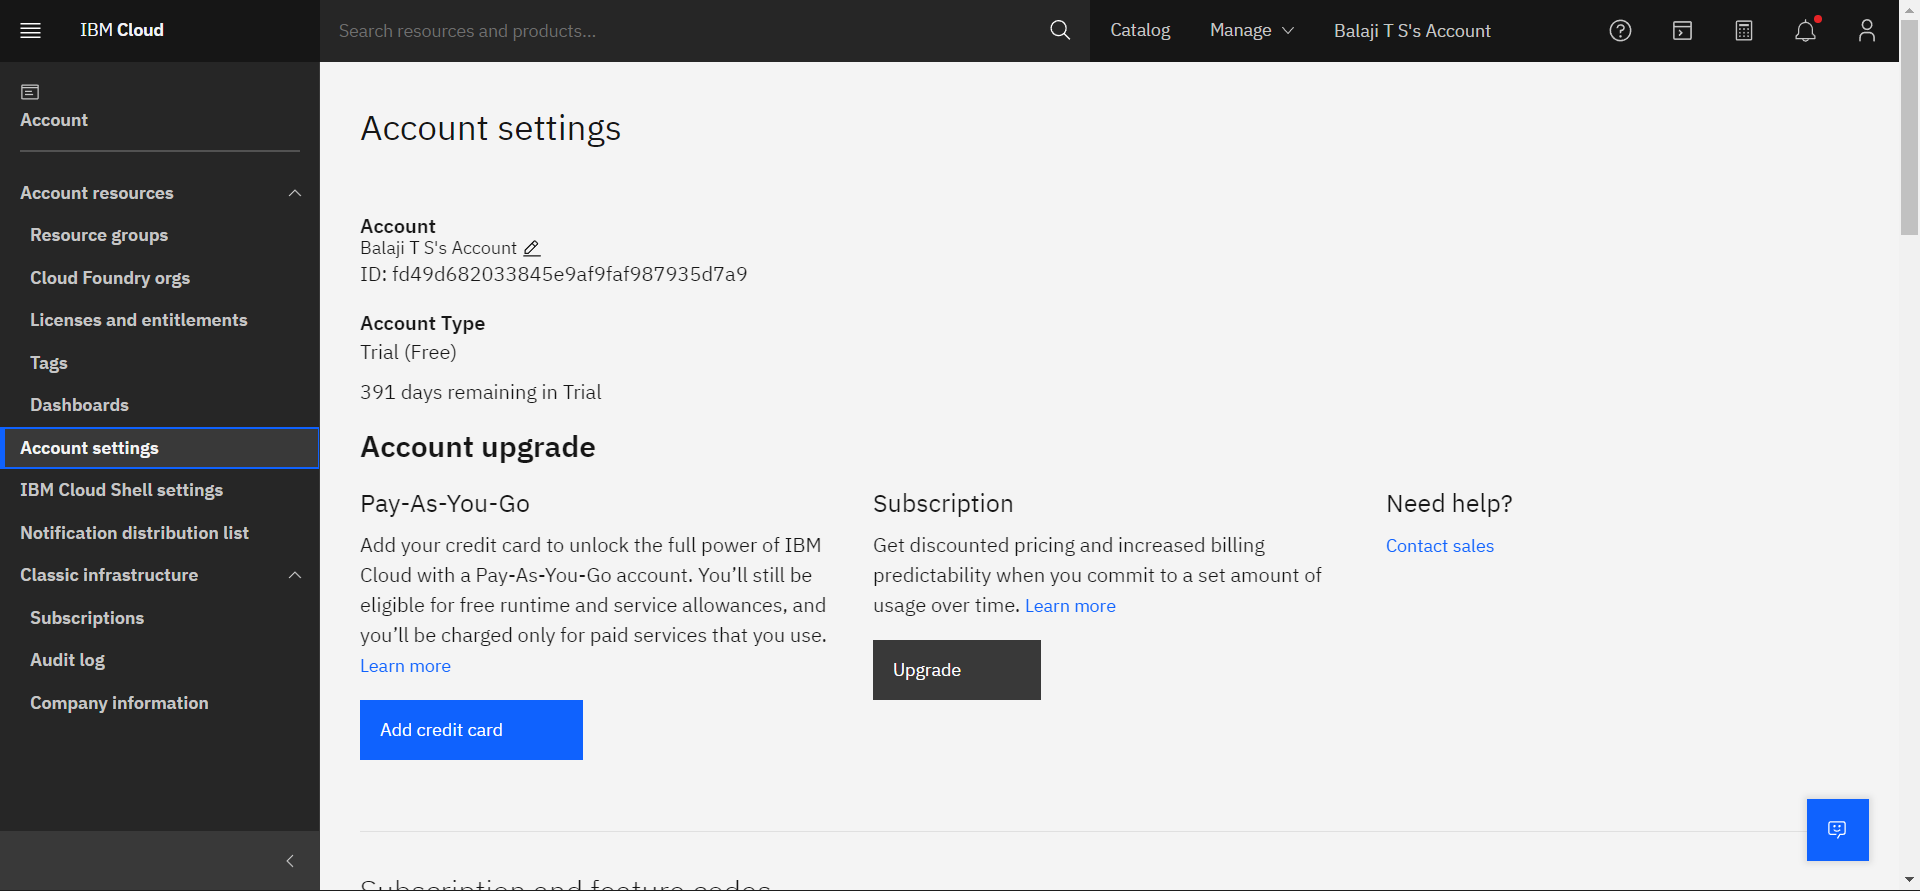 IBM Cloud
Search resources and products...
Catalog
Manage
Balaji T S's Account
Account
Account resources
Resource groups
Cloud Foundry orgs
Licenses and entitlements
Tags
Dashboards
Account settings
IBM Cloud Shell settings
Notification distribution list
Classic infrastructure
Subscriptions
Audit log
Company information
Account settings
Account
Balaji T S's Account
ID: fd49d682033845e9af9faf987935d7a9
Account Type
Trial (Free)
391 days remaining in Trial
Account upgrade
Pay-As-You-Go
Add your credit card to unlock the full power of IBM
Cloud with a Pay-As-You-Go account. You’ll still be
eligible for free runtime and service allowances, and
you’ll be charged only for paid services that you use.
Learn more
Add credit card
Subscription
Get discounted pricing and increased billing
predictability when you commit to a set amount of
usage over time. Learn more
Upgrade
Need help?
Contact sales
Subscription and feature codes